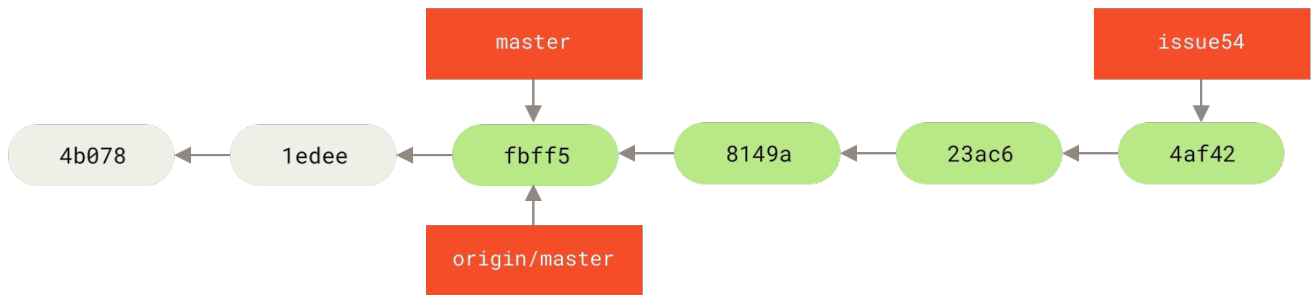 master
issue54
4b078
1edee
fbff5
8149a
23ac6
4af42
origin/master